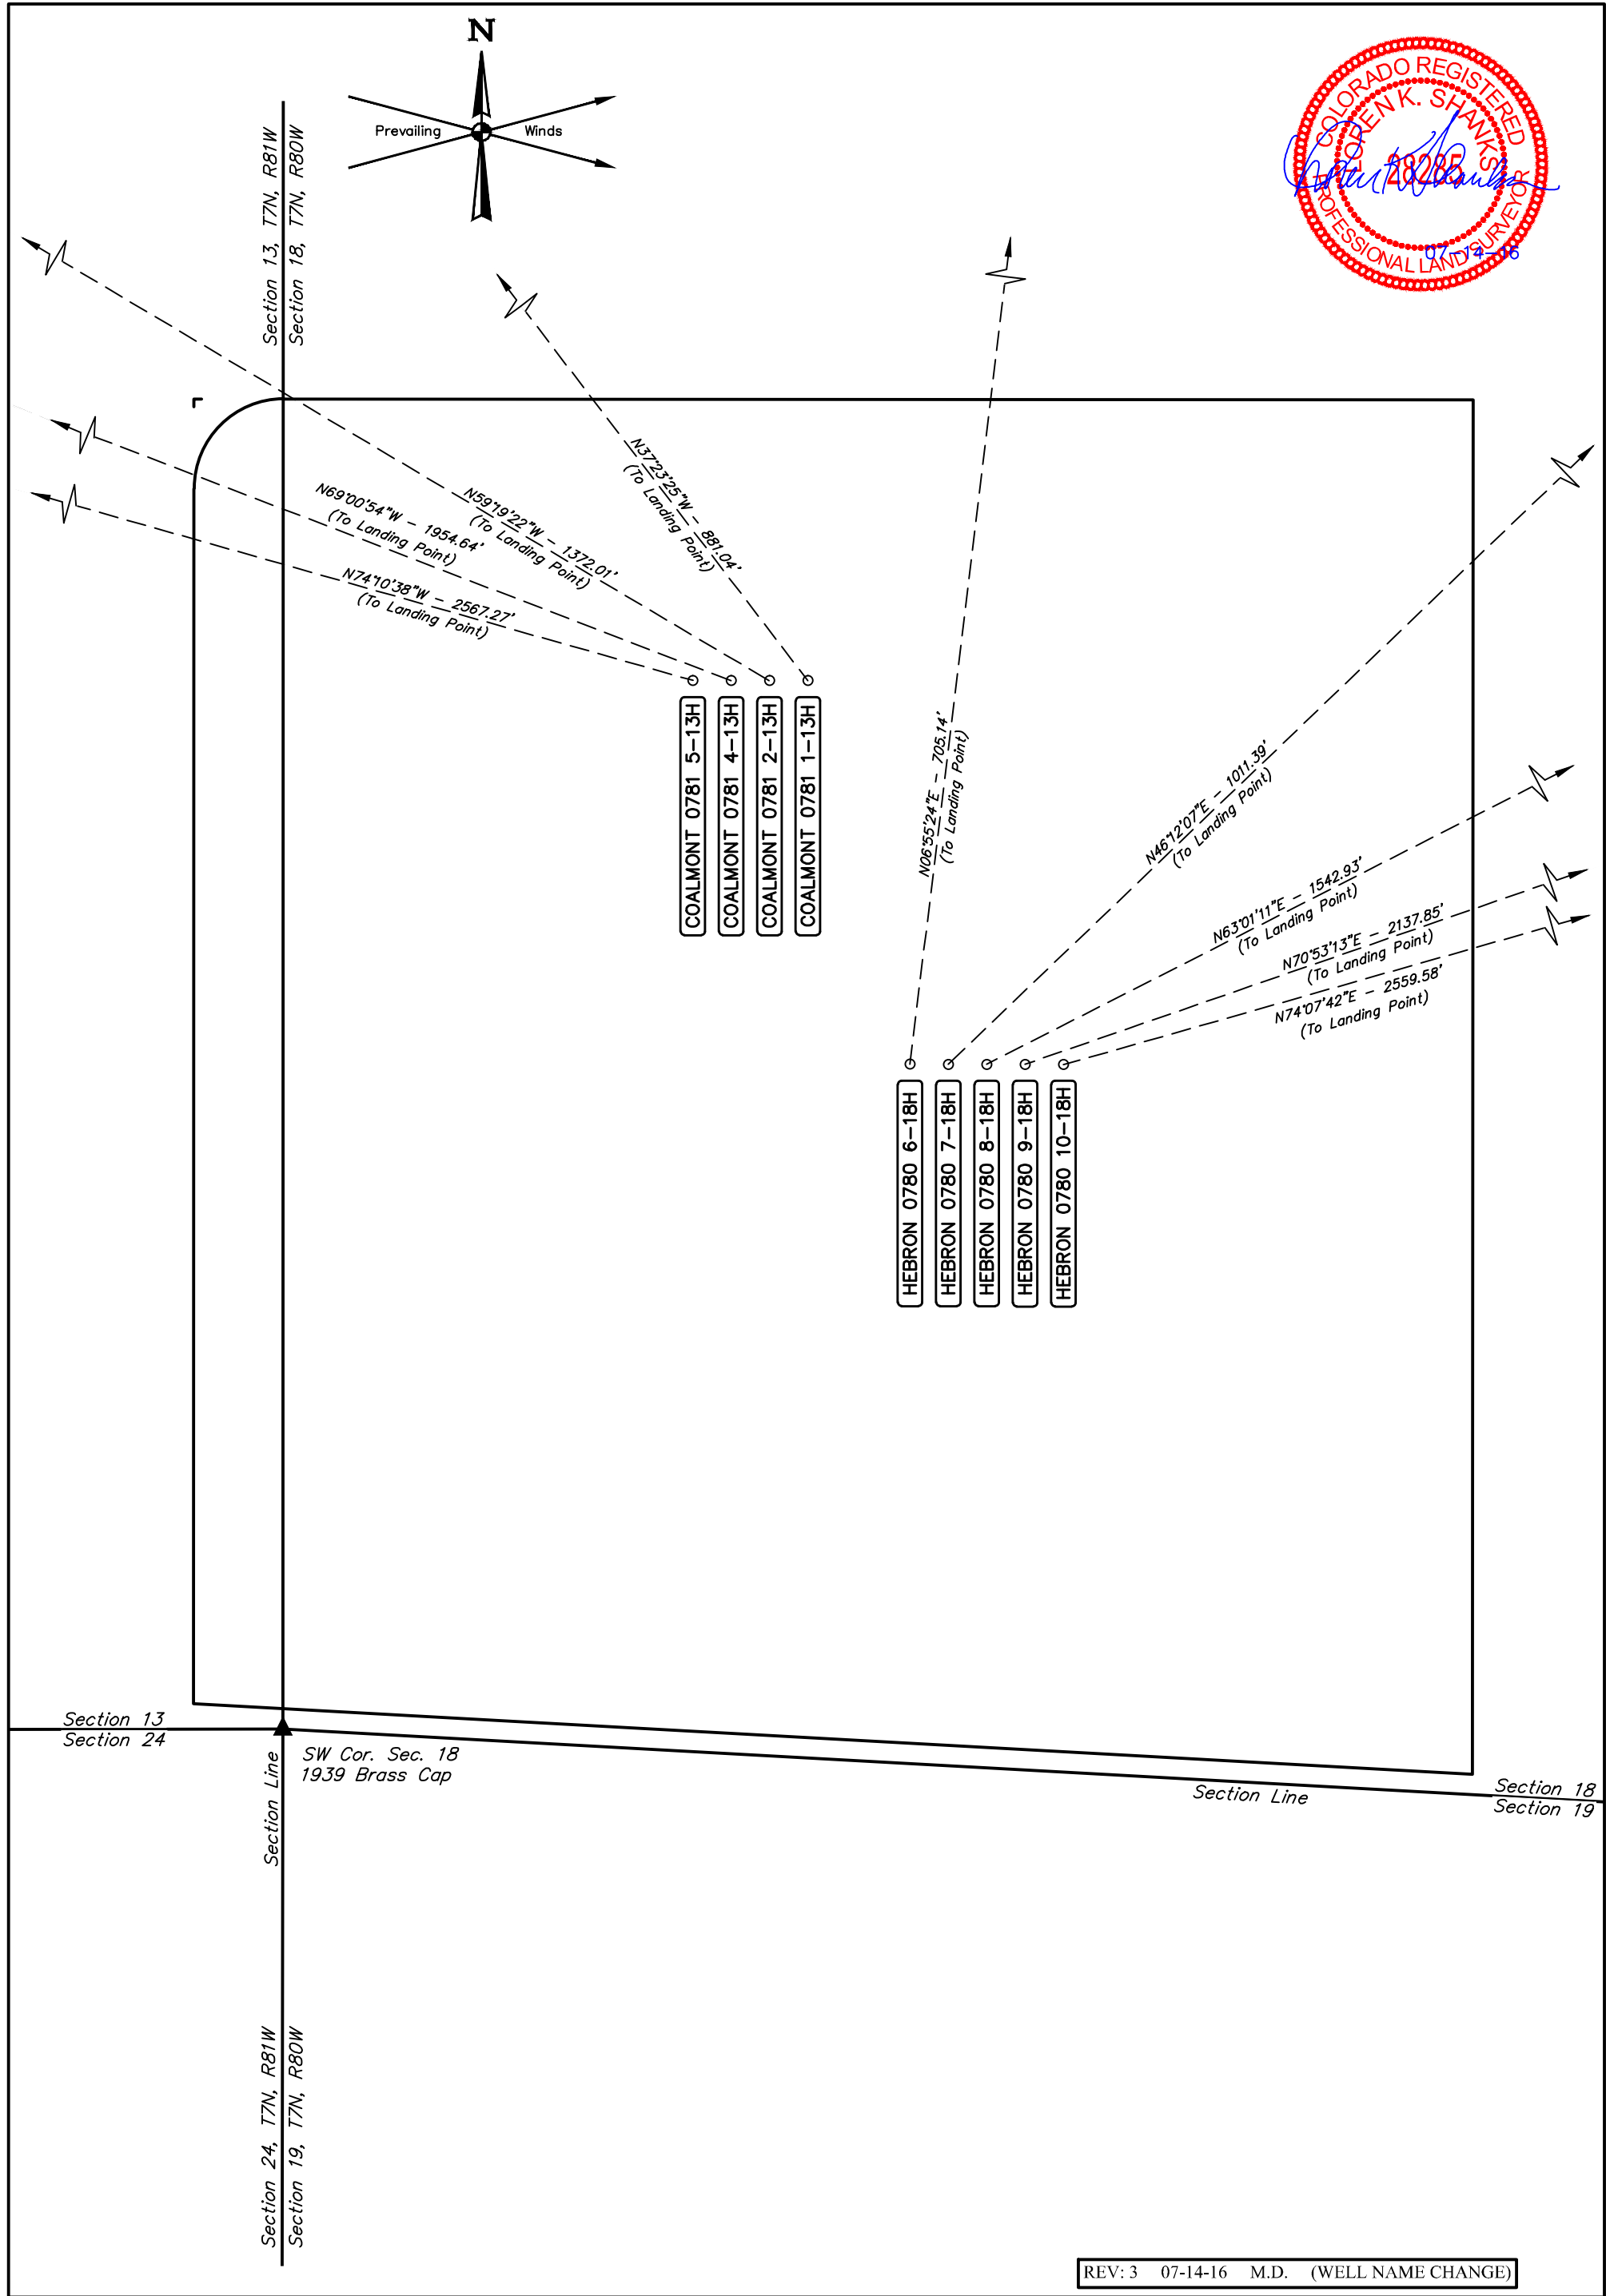 N
Prevailing Winds
COLORADO REGISTERED
LOREN K. SHANKS
28285
PROFESSIONAL LAND SURVEYOR
07-14-16
Section 13, T7N, R81W
Section 18, T7N, R80W
N37°23'25"W - 881.04'
(To Landing Point)
N59°19'22"W - 1372.01'
(To Landing Point)
N69°00'54"W - 1954.64'
(To Landing Point)
N74°10'38"W - 2567.27'
(To Landing Point)
COALMONT 0781 5-13H
COALMONT 0781 4-13H
COALMONT 0781 2-13H
COALMONT 0781 1-13H
N06°55'24"E - 705.14'
(To Landing Point)
N46°12'07"E - 1011.39'
(To Landing Point)
N63°01'11"E - 1542.93'
(To Landing Point)
N70°53'13"E - 2137.85'
(To Landing Point)
N74°07'42"E - 2559.58'
(To Landing Point)
HEBRON 0780 6-18H
HEBRON 0780 7-18H
HEBRON 0780 8-18H
HEBRON 0780 9-18H
HEBRON 0780 10-18H
Section 13
Section 24
SW Cor. Sec. 18
1939 Brass Cap
Section Line
Section Line
Section 18
Section 19
Section 24, T7N, R81W
Section 19, T7N, R80W
REV: 3 07-14-16 M.D. (WELL NAME CHANGE)